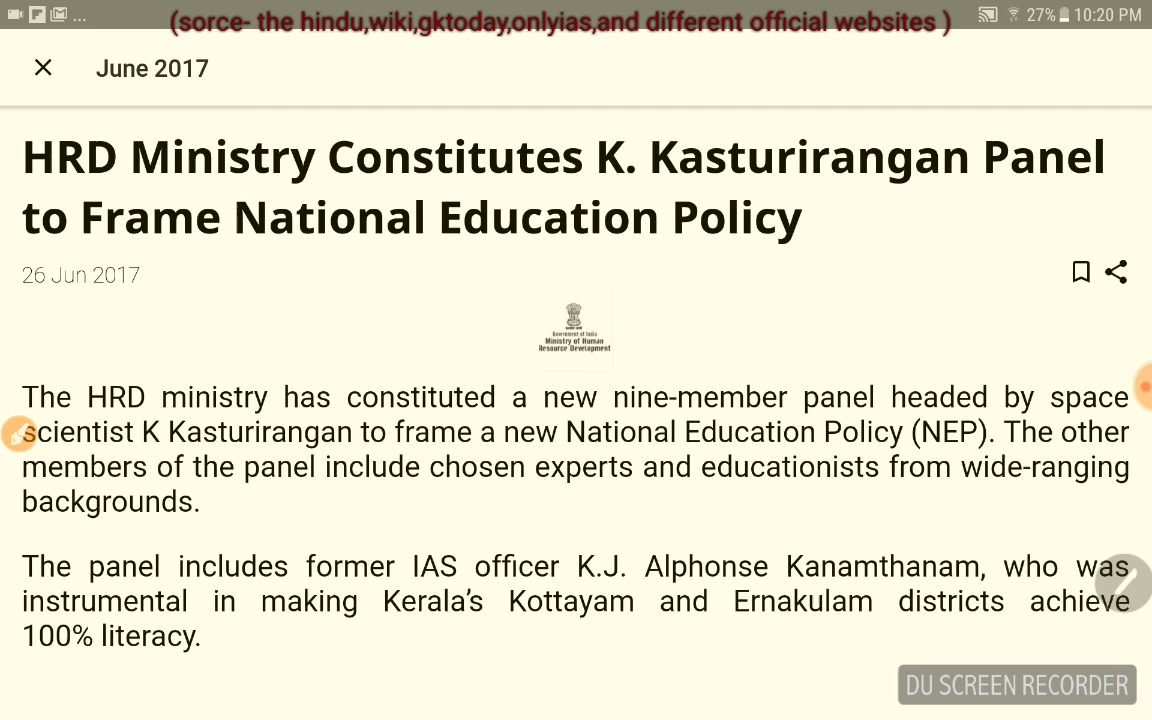 (sorce- the hindu,wiki,gktoday,onlyias,and different official websites )
... 27% 10:20 PM
June 2017
HRD Ministry Constitutes K. Kasturirangan Panel
to Frame National Education Policy
26 Jun 2017
Government of India
Ministry of Human
Resource Development
The HRD ministry has constituted a new nine-member panel headed by space
scientist K Kasturirangan to frame a new National Education Policy (NEP). The other
members of the panel include chosen experts and educationists from wide-ranging
backgrounds.
The panel includes former IAS officer K.J. Alphonse Kanamthanam, who was
instrumental in making Kerala’s Kottayam and Ernakulam districts achieve
100% literacy.
DU SCREEN RECORDER